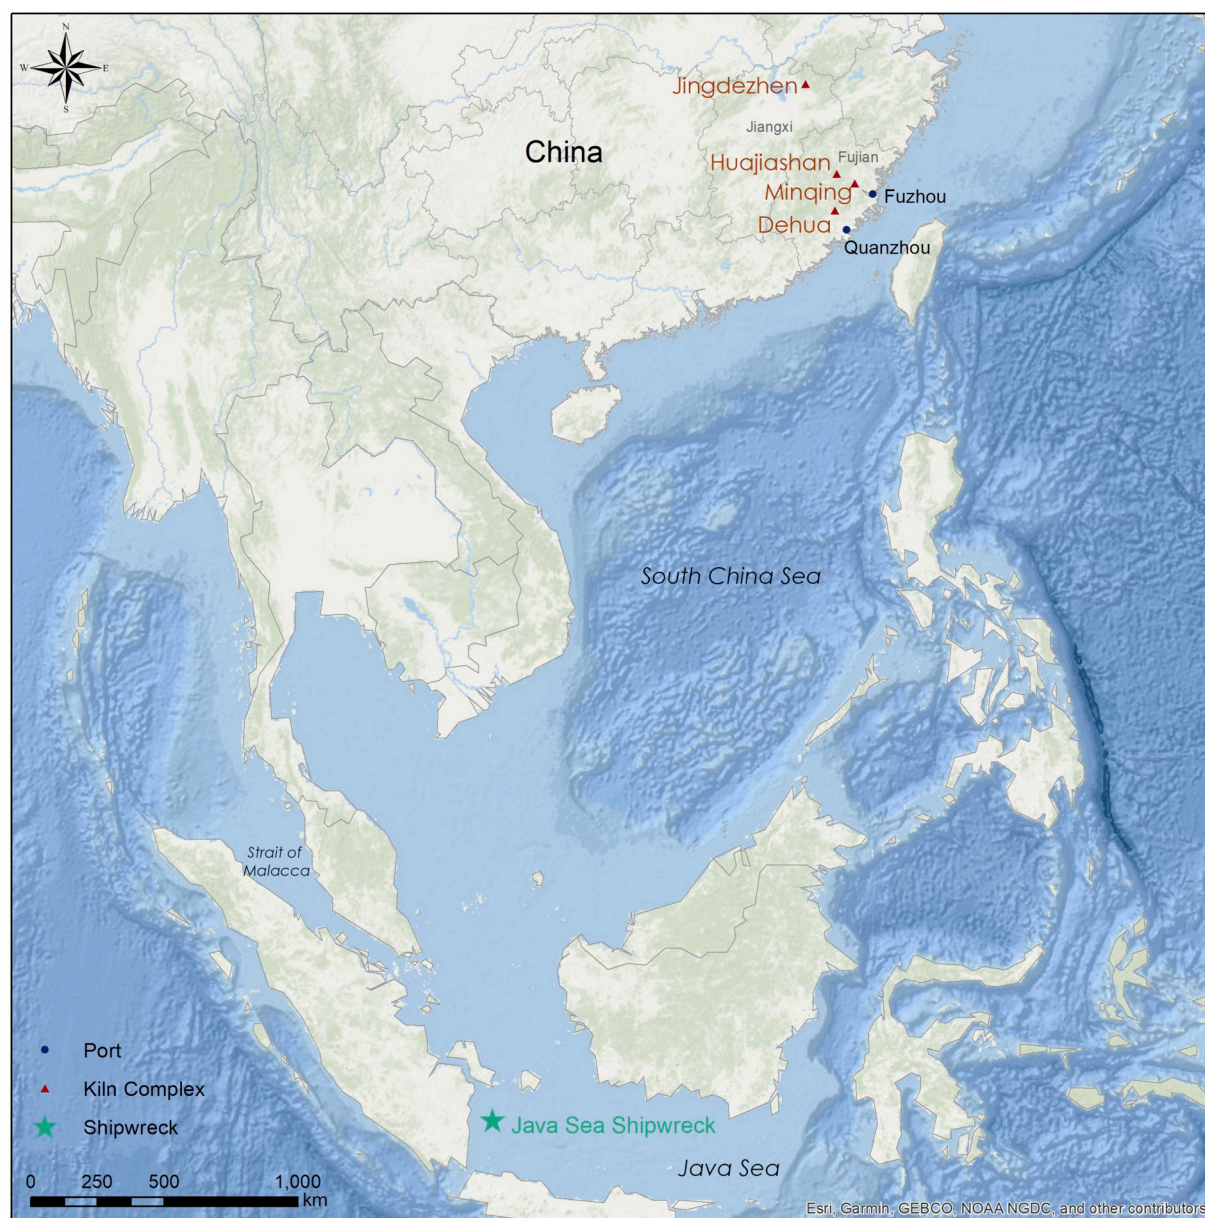 N
W E
S
Jingdezhen
Jiangxi
China
Huajiashan
Fujian
Minqing
Fuzhou
Dehua
Quanzhou
South China Sea
Strait of
Malacca
Port
Kiln Complex
Shipwreck
Java Sea Shipwreck
Java Sea
0 250 500 1,000
km
Esri, Garmin, GEBCO, NOAA NGDC, and other contributors